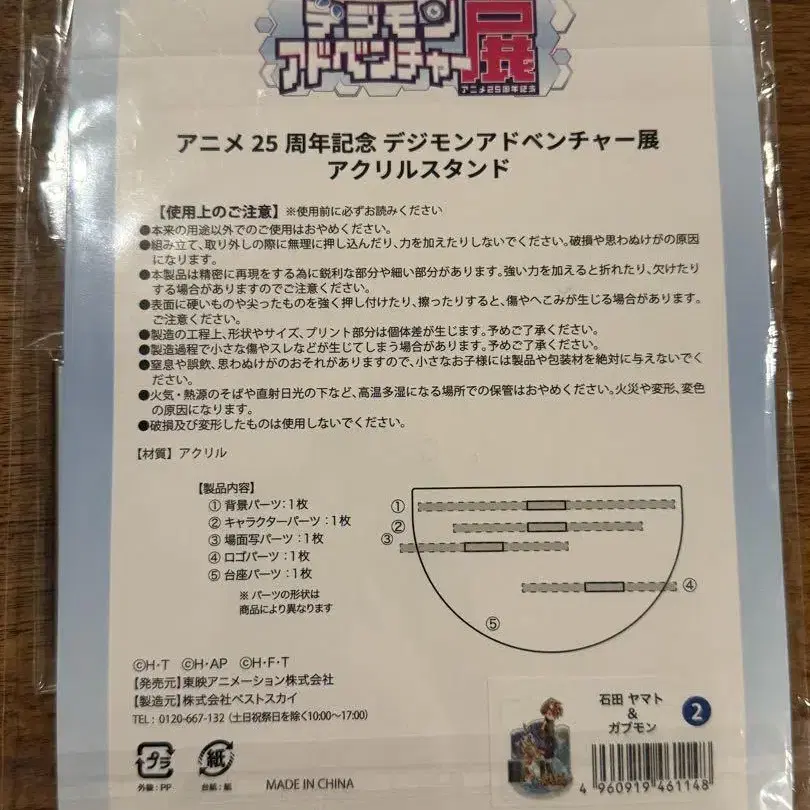 デジモン
アドベンチャー展
アニメ25周年記念
アニメ 25 周年記念 デジモンアドベンチャー展
アクリルスタンド
【使用上のご注意】※使用前に必ずお読みください
●本来の用途以外でのご使用はおやめください。
●組み立て、取り外しの際に無理に押し込んだり、力を加えたりしないでください。破損や思わぬけがの原因
になります。
●本製品は精密に再現をする為に鋭利な部分や細い部分があります。強い力を加えると折れたり、欠けたり
する場合がありますのでご注意ください。
●表面に硬いものや尖ったものを強く押し付けたり、擦ったりすると、傷やへこみが生じる場合があります。
ご注意ください。
●製造の工程上、形状やサイズ、プリント部分は個体差が生じます。予めご了承ください。
●製造過程で小さな傷やスレなどが生じてしまう場合があります。予めご了承ください。
●窒息や誤飲、思わぬけがのおそれがありますので、小さなお子様には製品や包装材を絶対に与えないでく
ださい。
●火気・熱源のそばや直射日光の下など、高温多湿になる場所での保管はおやめください。火災や変形、変色
の原因になります。
●破損及び変形したものは使用しないでください。
【材質】アクリル
【製品内容】
① 背景パーツ：1枚
② キャラクターパーツ：1枚
③ 場面写パーツ：1枚
④ ロゴパーツ：1枚
⑤ 台座パーツ：1枚
※ パーツの形状は
商品により異なります
①
②
③
④
⑤
©H・T ©H・AP ©H・F・T
【発売元】東映アニメーション株式会社
【製造元】株式会社ベストスカイ
TEL：0120-667-132（土日祝祭日を除く10:00〜17:00）
プラ
外装：PP
紙
台紙：紙
MADE IN CHINA
石田 ヤマト
&
ガブモン
2
4 960919 461148